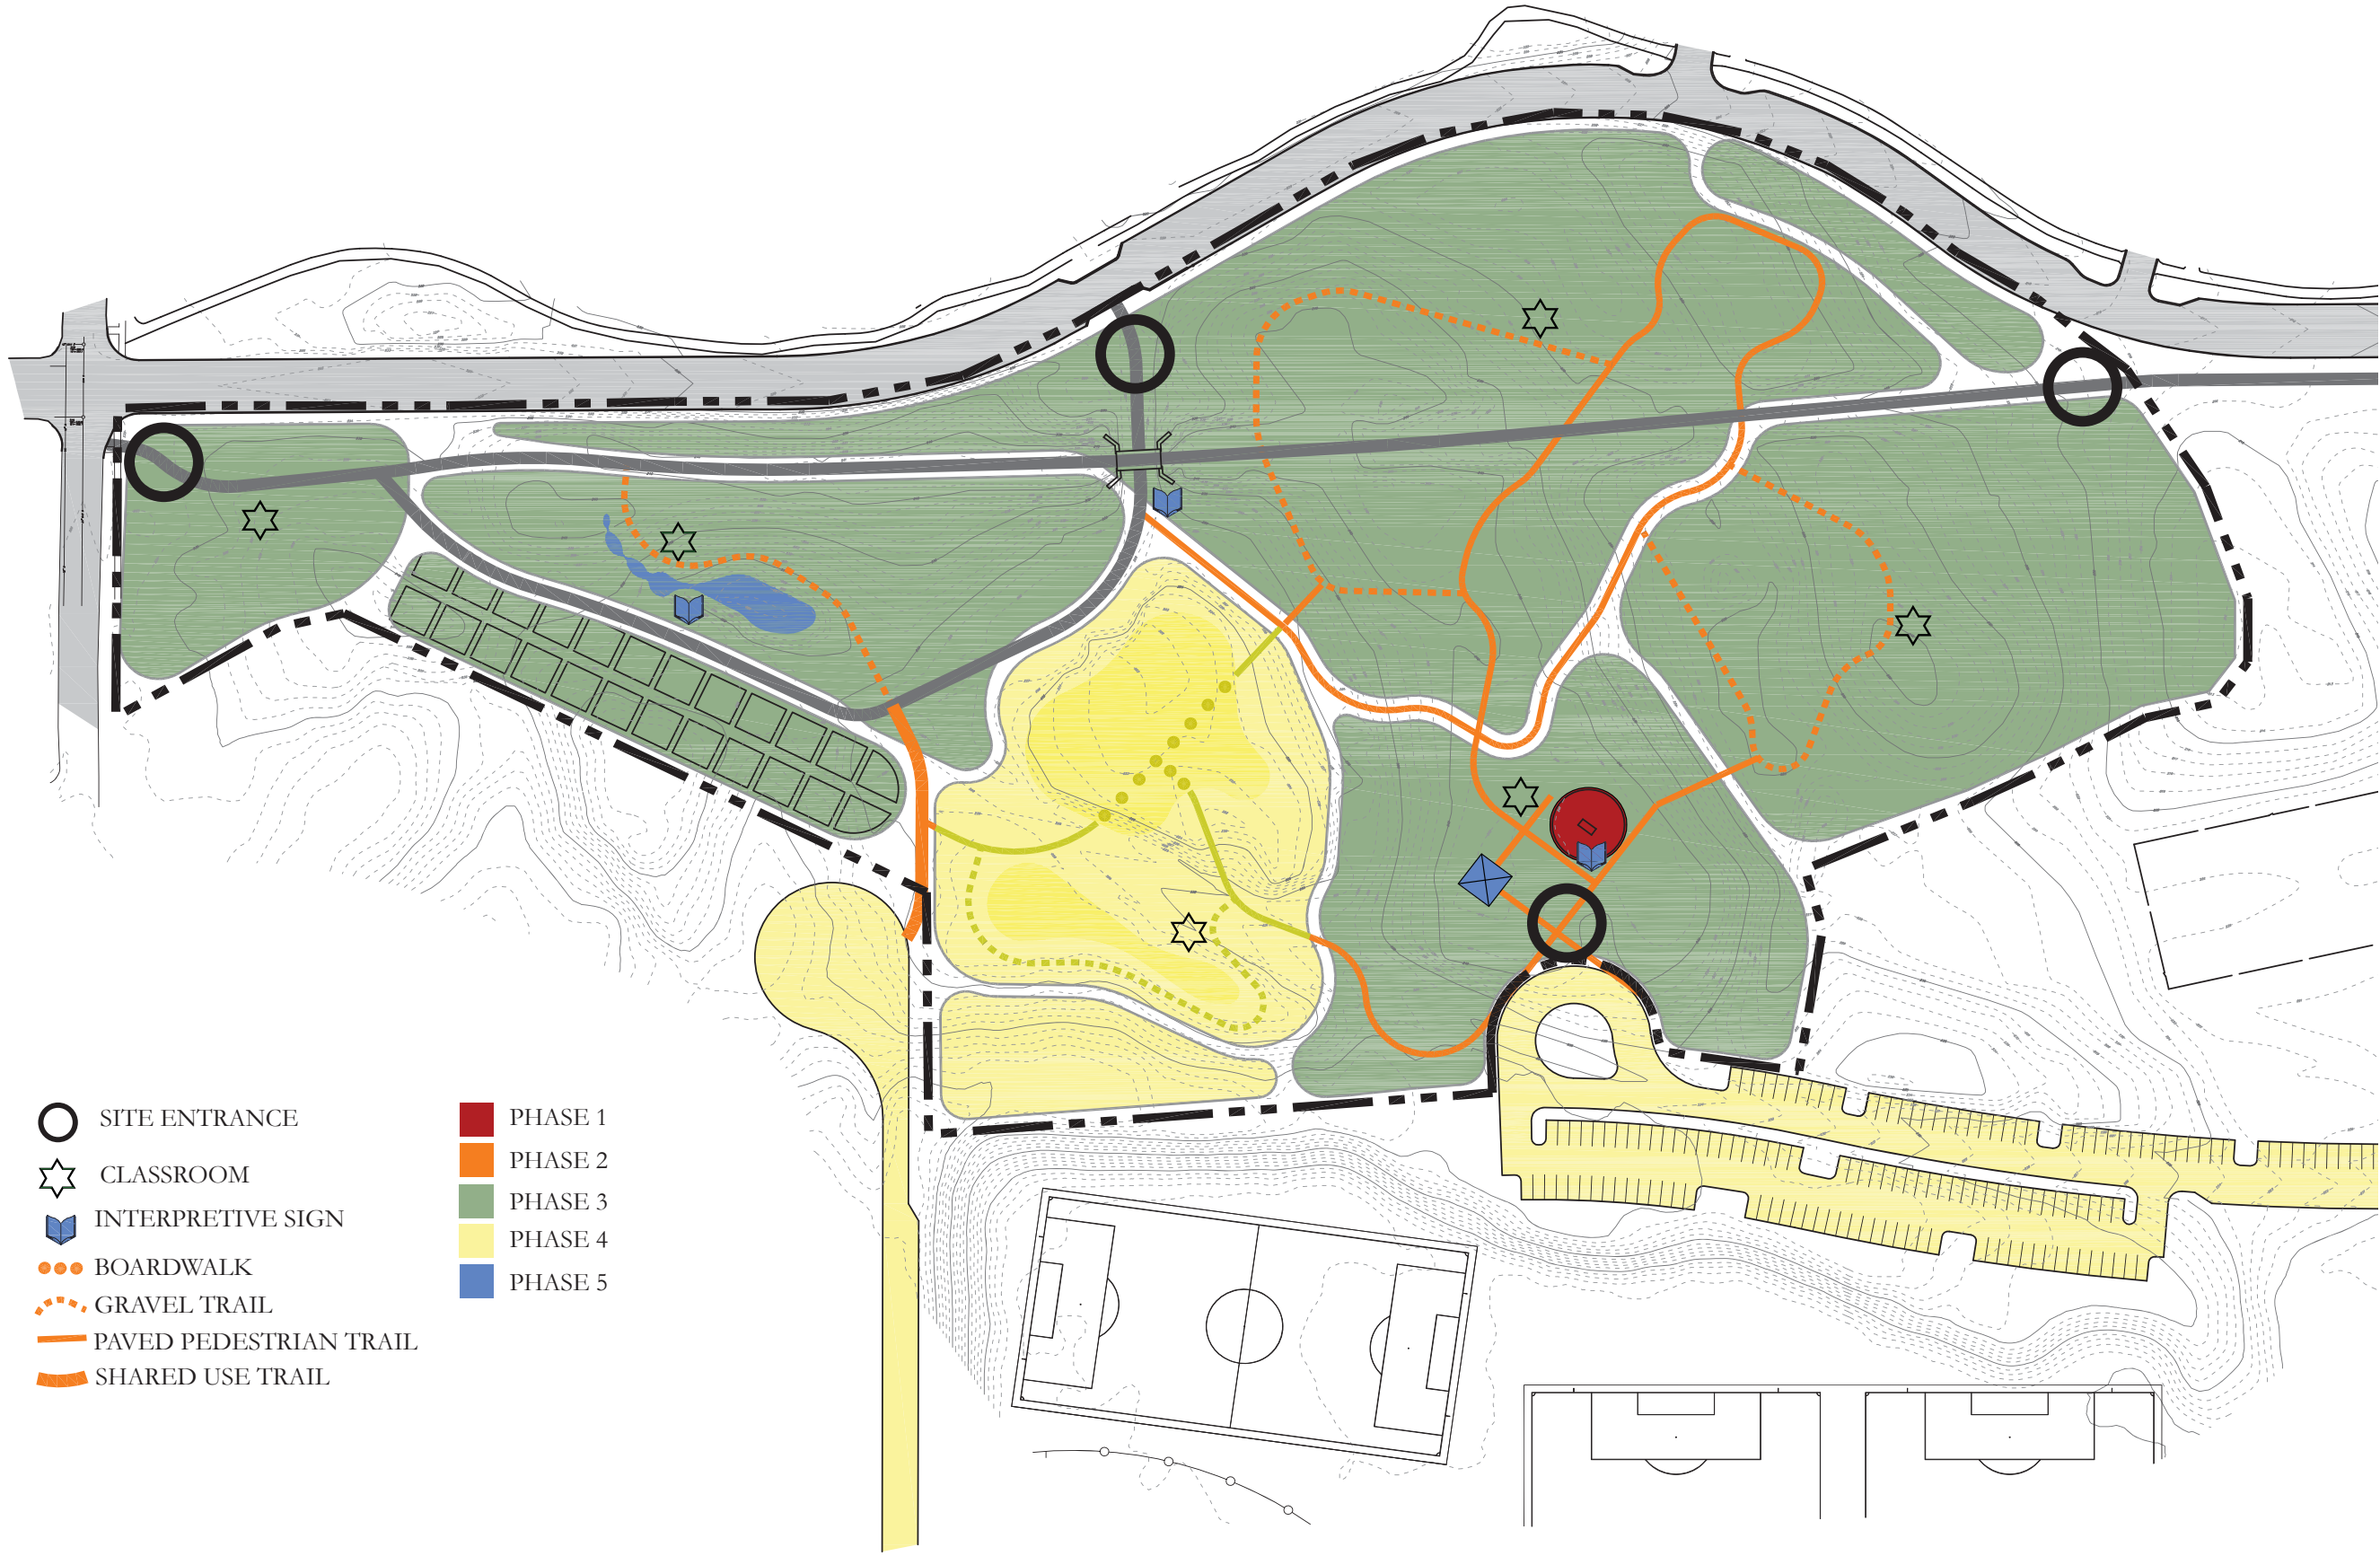 SITE ENTRANCE
CLASSROOM
INTERPRETIVE SIGN
BOARDWALK
GRAVEL TRAIL
PAVED PEDESTRIAN TRAIL
SHARED USE TRAIL
PHASE 1
PHASE 2
PHASE 3
PHASE 4
PHASE 5